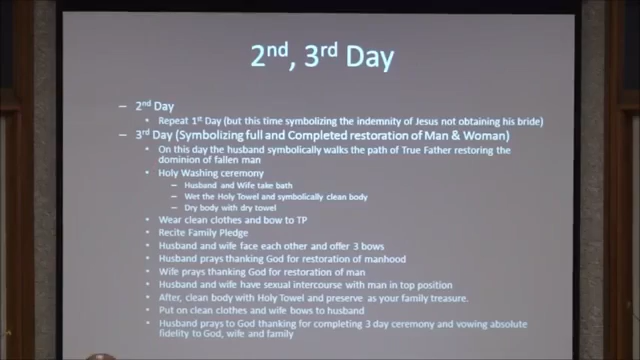 2nd, 3rd Day
– 2nd Day
• Repeat 1st Day (but this time symbolizing the indemnity of Jesus not obtaining his bride)
– 3rd Day (Symbolizing full and Completed restoration of Man & Woman)
• On this day the husband symbolically walks the path of True Father restoring the
dominion of fallen man
• Holy Washing ceremony
– Husband and Wife take bath
– Wet the Holy Towel and symbolically clean body
– Dry body with dry towel
• Wear clean clothes and bow to TP
• Recite Family Pledge
• Husband and wife face each other and offer 3 bows
• Husband prays thanking God for restoration of manhood
• Wife prays thanking God for restoration of man
• Husband and wife have sexual intercourse with man in top position
• After, clean body with Holy Towel and preserve as your family treasure.
• Put on clean clothes and wife bows to husband
• Husband prays to God thanking for completing 3 day ceremony and vowing absolute
fidelity to God, wife and family